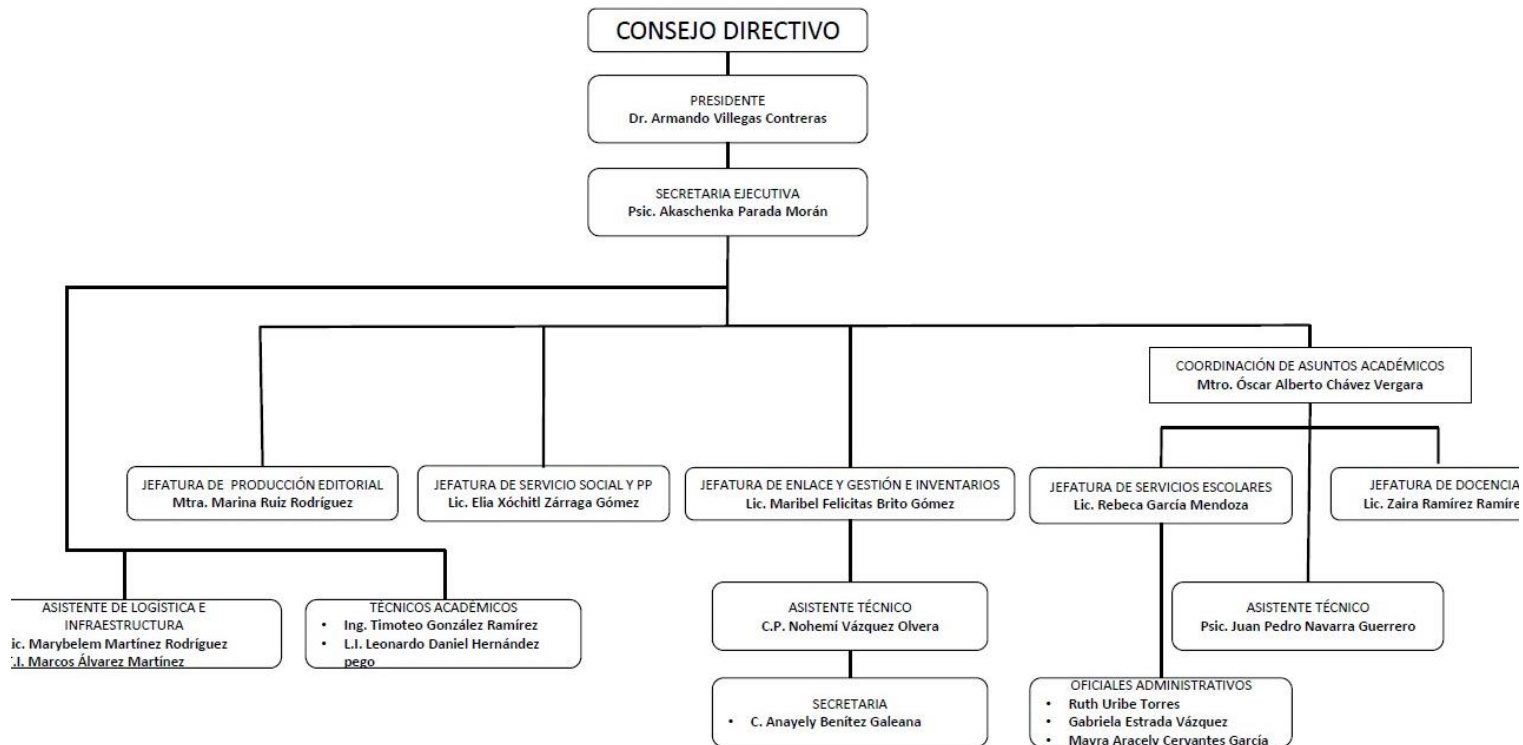 CONSEJO DIRECTIVO
PRESIDENTE
Dr. Armando Villegas Contreras
SECRETARIA EJECUTIVA
Psic. Akaschenka Parada Morán
COORDINACIÓN DE ASUNTOS ACADÉMICOS
Mtro. Óscar Alberto Chávez Vergara
JEFATURA DE PRODUCCIÓN EDITORIAL
Mtra. Marina Ruiz Rodríguez
JEFATURA DE SERVICIO SOCIAL Y PP
Lic. Elia Xóchitl Zárraga Gómez
JEFATURA DE ENLACE Y GESTIÓN E INVENTARIOS
Lic. Maribel Felicitas Brito Gómez
JEFATURA DE SERVICIOS ESCOLARES
Lic. Rebeca García Mendoza
JEFATURA DE DOCENCIA
Lic. Zaira Ramírez
ASISTENTE DE LOGÍSTICA E
INFRAESTRUCTURA
Marybelem Martínez Rodríguez
Marcos Álvarez Martínez
TÉCNICOS ACADÉMICOS
• Ing. Timoteo González Ramírez
• L.I. Leonardo Daniel Hernández
pego
ASISTENTE TÉCNICO
C.P. Nohemí Vázquez Olvera
ASISTENTE TÉCNICO
Psic. Juan Pedro Navarra Guerrero
SECRETARIA
• C. Anayely Benítez Galeana
OFICIALES ADMINISTRATIVOS
• Ruth Uribe Torres
• Gabriela Estrada Vázquez
• Mayra Aracely Cervantes García